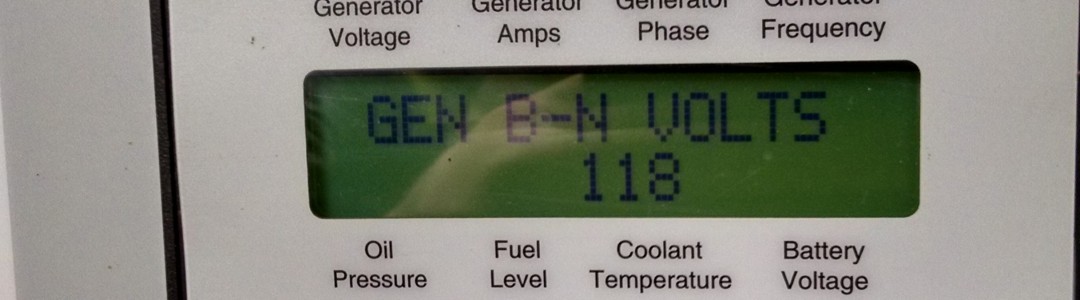 Generator Generator Generator Generator
Voltage Amps Phase Frequency
GEN B-N VOLTS
118
Oil Fuel Coolant Battery
Pressure Level Temperature Voltage